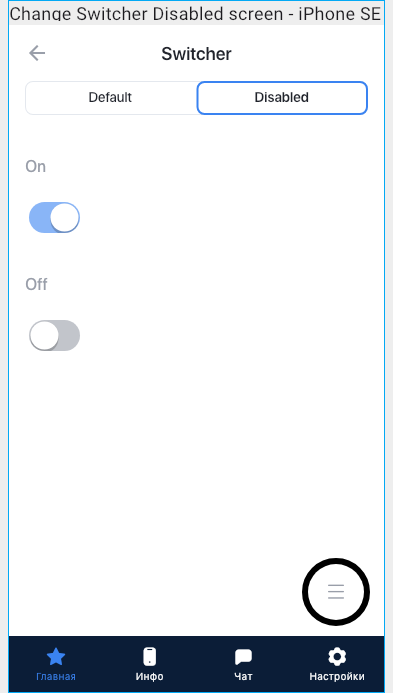 Change Switcher Disabled screen - iPhone SE
Switcher
Default
Disabled
On
Off
Главная
Инфо
Чат
Настройки